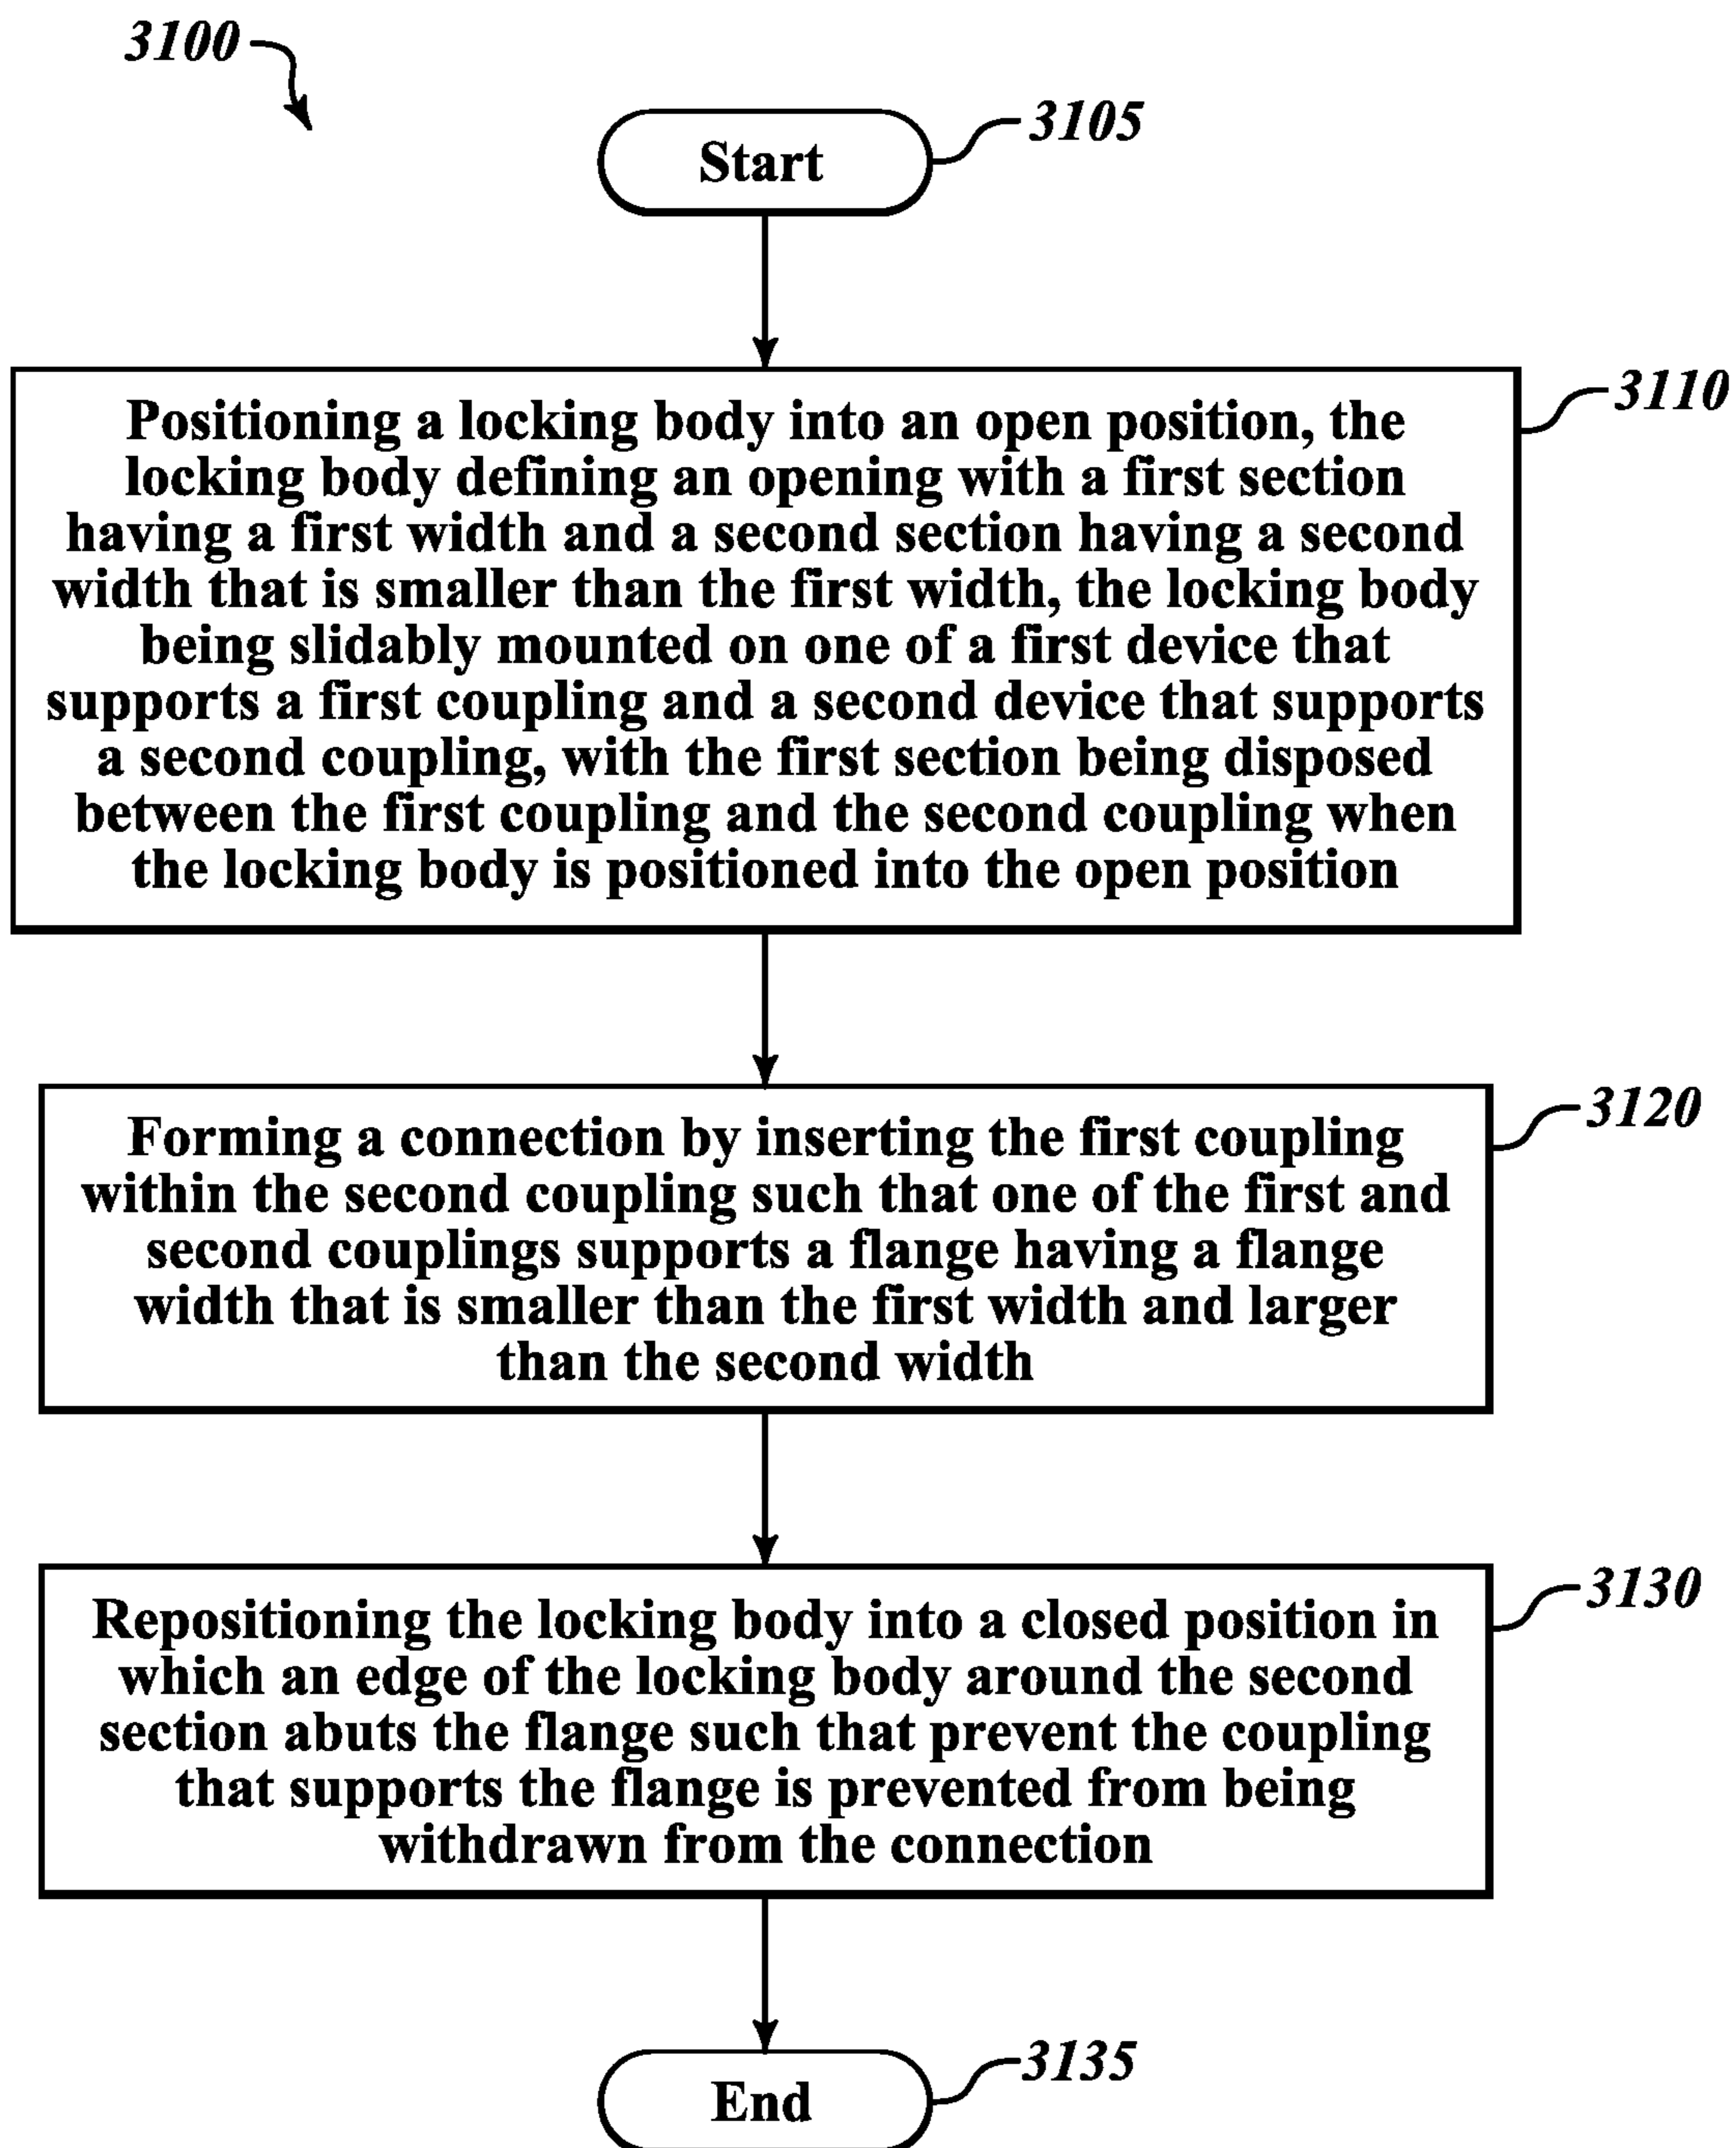 3100
Start
3105
Positioning a locking body into an open position, the
locking body defining an opening with a first section
having a first width and a second section having a second
width that is smaller than the first width, the locking body
being slidably mounted on one of a first device that
supports a first coupling and a second device that supports
a second coupling, with the first section being disposed
between the first coupling and the second coupling when
the locking body is positioned into the open position
3110
Forming a connection by inserting the first coupling
within the second coupling such that one of the first and
second couplings supports a flange having a flange
width that is smaller than the first width and larger
than the second width
3120
Repositioning the locking body into a closed position in
which an edge of the locking body around the second
section abuts the flange such that prevent the coupling
that supports the flange is prevented from being
withdrawn from the connection
3130
End
3135